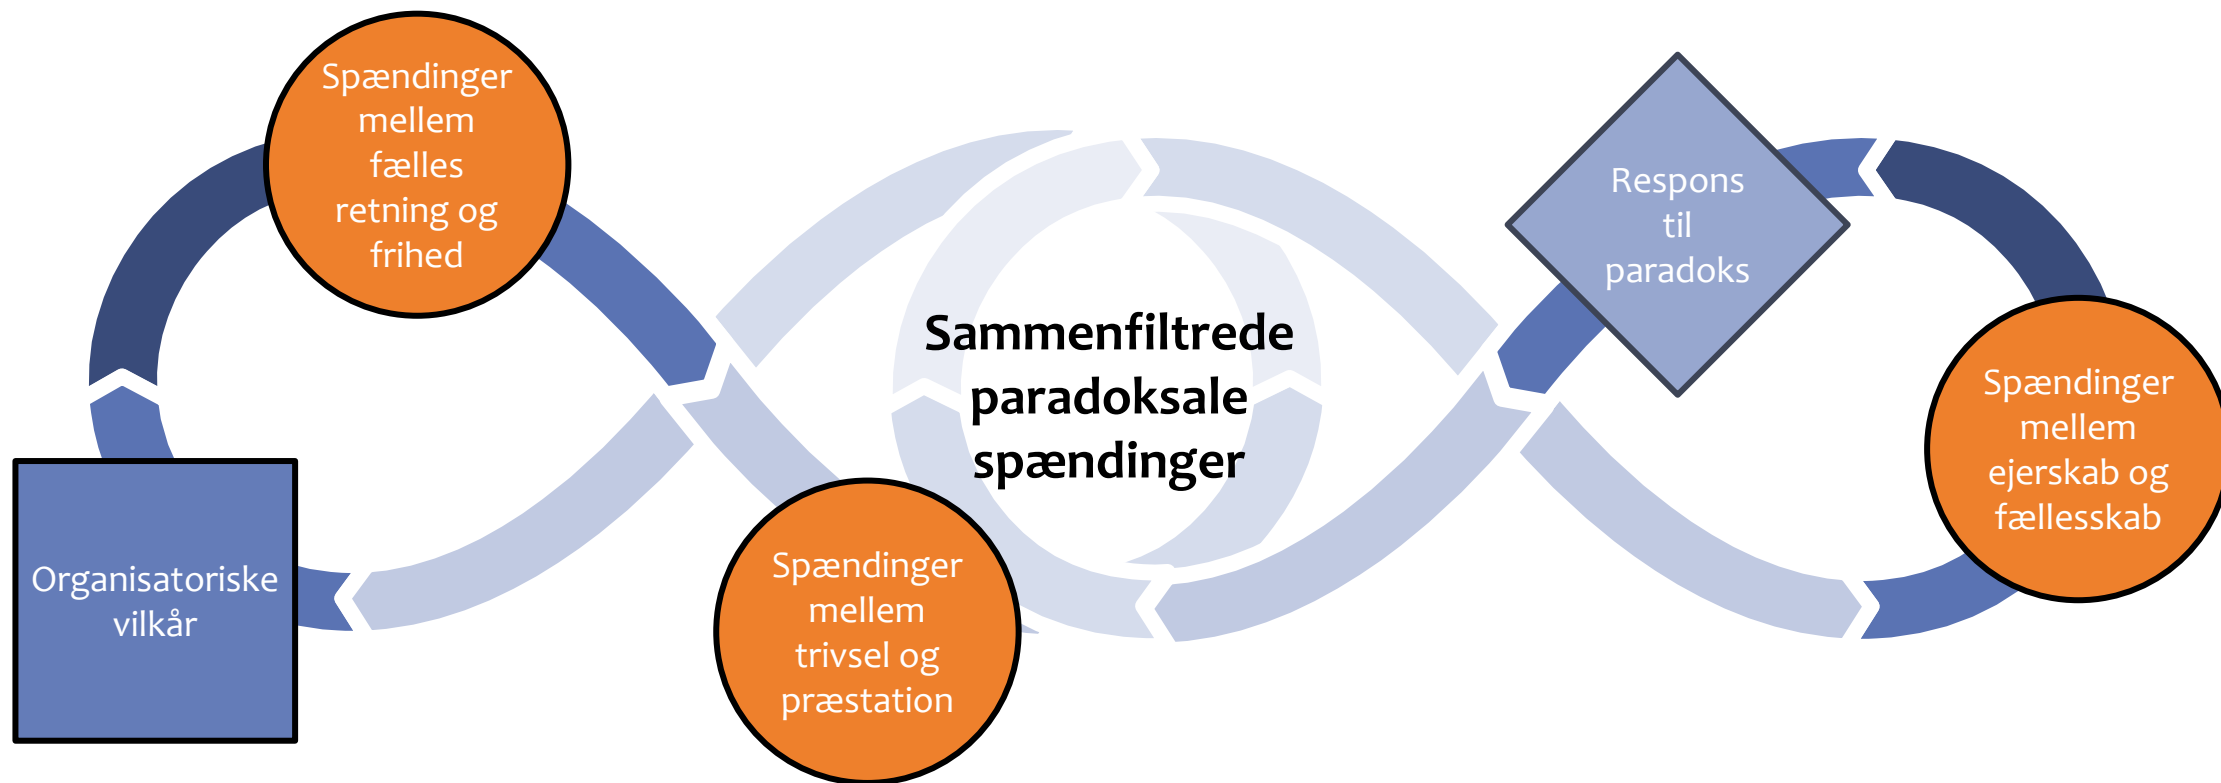 Spændinger
mellem
fælles
retning og
frihed
Organisatoriske
vilkår
Sammenfiltrede
paradoksale
spændinger
Spændinger
mellem
trivsel og
præstation
Respons
til
paradoks
Spændinger
mellem
ejerskab og
fællesskab